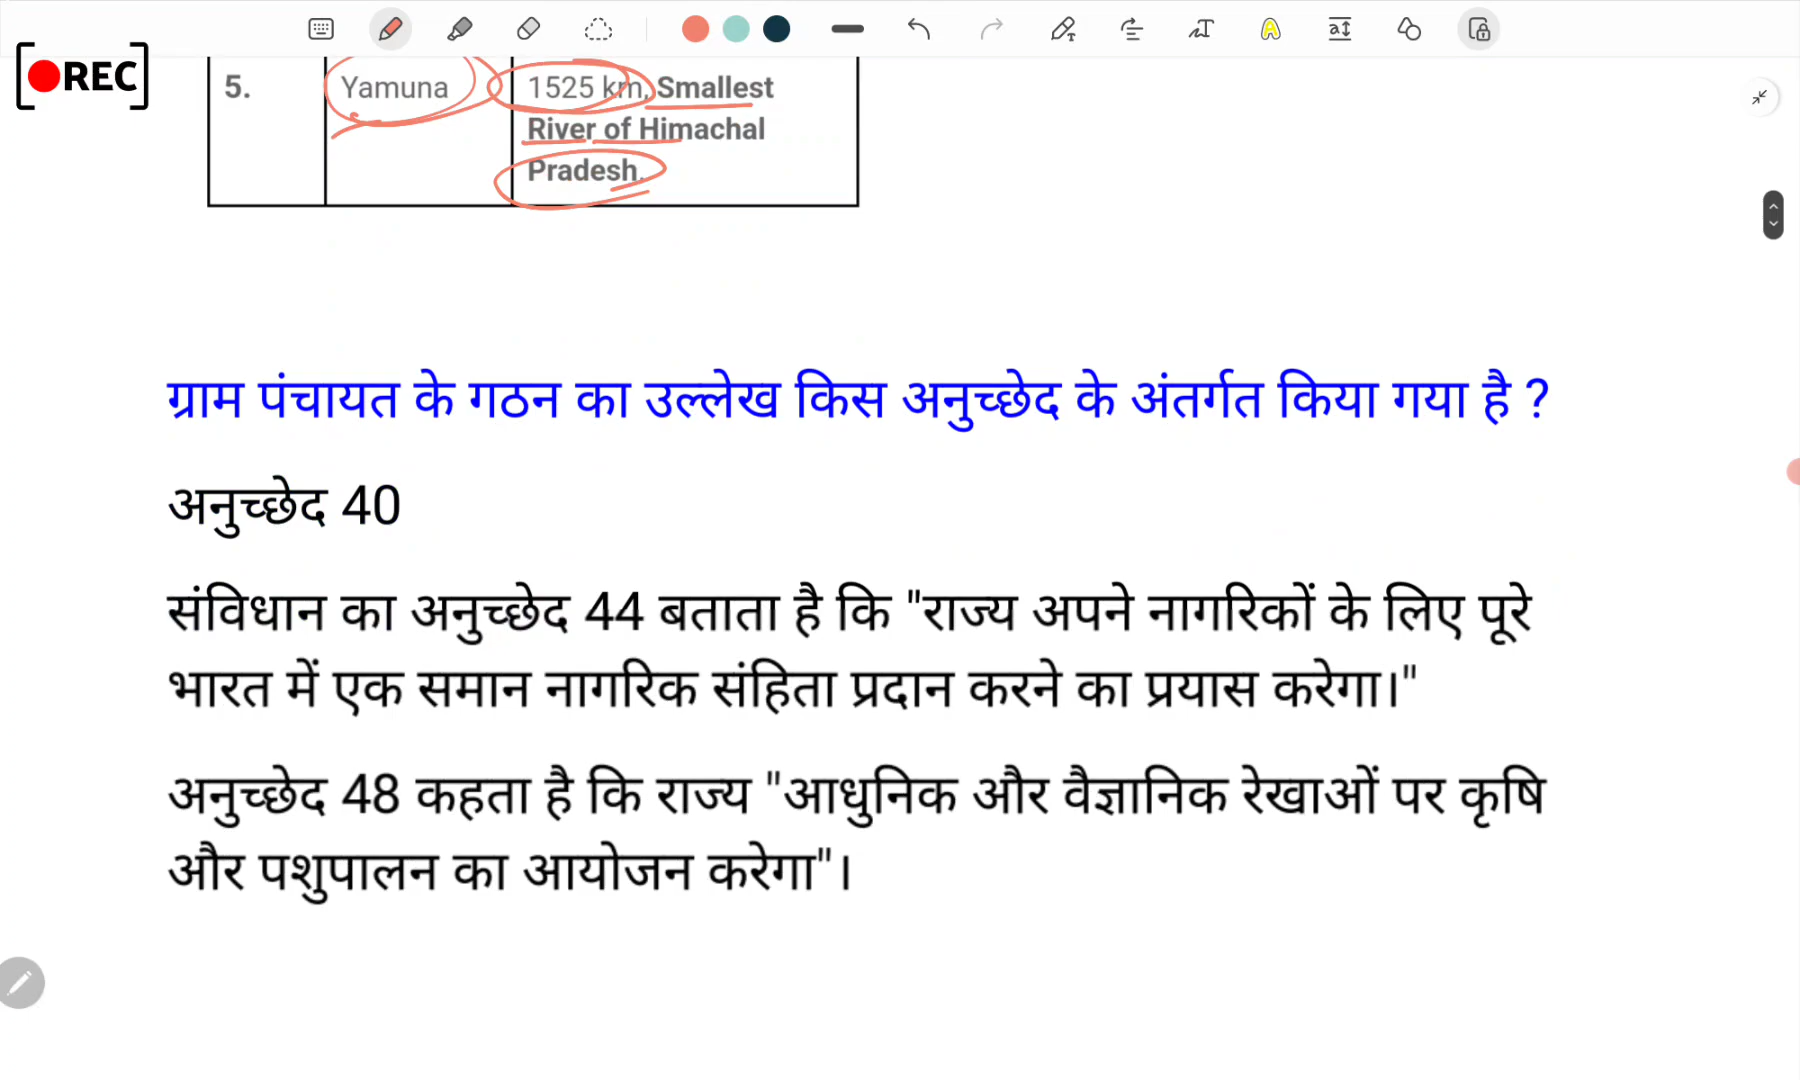 REC
5. Yamuna 1525 km, Smallest
River of Himachal
Pradesh.
ग्राम पंचायत के गठन का उल्लेख किस अनुच्छेद के अंतर्गत किया गया है ?
अनुच्छेद 40
संविधान का अनुच्छेद 44 बताता है कि "राज्य अपने नागरिकों के लिए पूरे
भारत में एक समान नागरिक संहिता प्रदान करने का प्रयास करेगा।"
अनुच्छेद 48 कहता है कि राज्य "आधुनिक और वैज्ञानिक रेखाओं पर कृषि
और पशुपालन का आयोजन करेगा"।